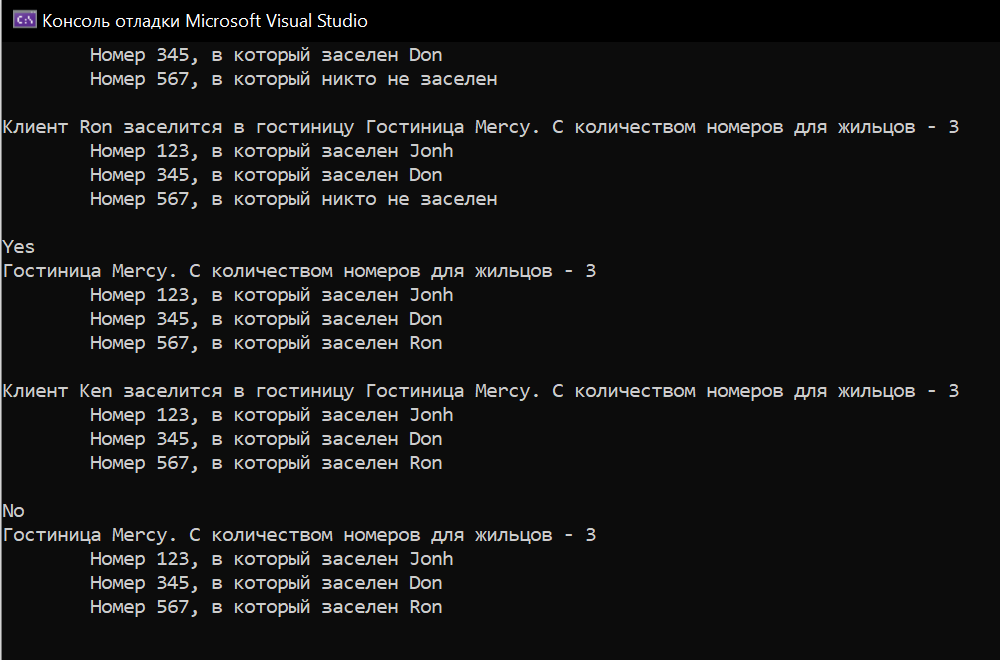 C:\ Консоль отладки Microsoft Visual Studio
Номер 345, в который заселен Don
Номер 567, в который никто не заселен
Клиент Ron заселится в гостиницу Гостиница Mercy. С количеством номеров для жильцов - 3
Номер 123, в который заселен Jonh
Номер 345, в который заселен Don
Номер 567, в который никто не заселен
Yes
Гостиница Mercy. С количеством номеров для жильцов - 3
Номер 123, в который заселен Jonh
Номер 345, в который заселен Don
Номер 567, в который заселен Ron
Клиент Ken заселится в гостиницу Гостиница Mercy. С количеством номеров для жильцов - 3
Номер 123, в который заселен Jonh
Номер 345, в который заселен Don
Номер 567, в который заселен Ron
No
Гостиница Mercy. С количеством номеров для жильцов - 3
Номер 123, в который заселен Jonh
Номер 345, в который заселен Don
Номер 567, в который заселен Ron